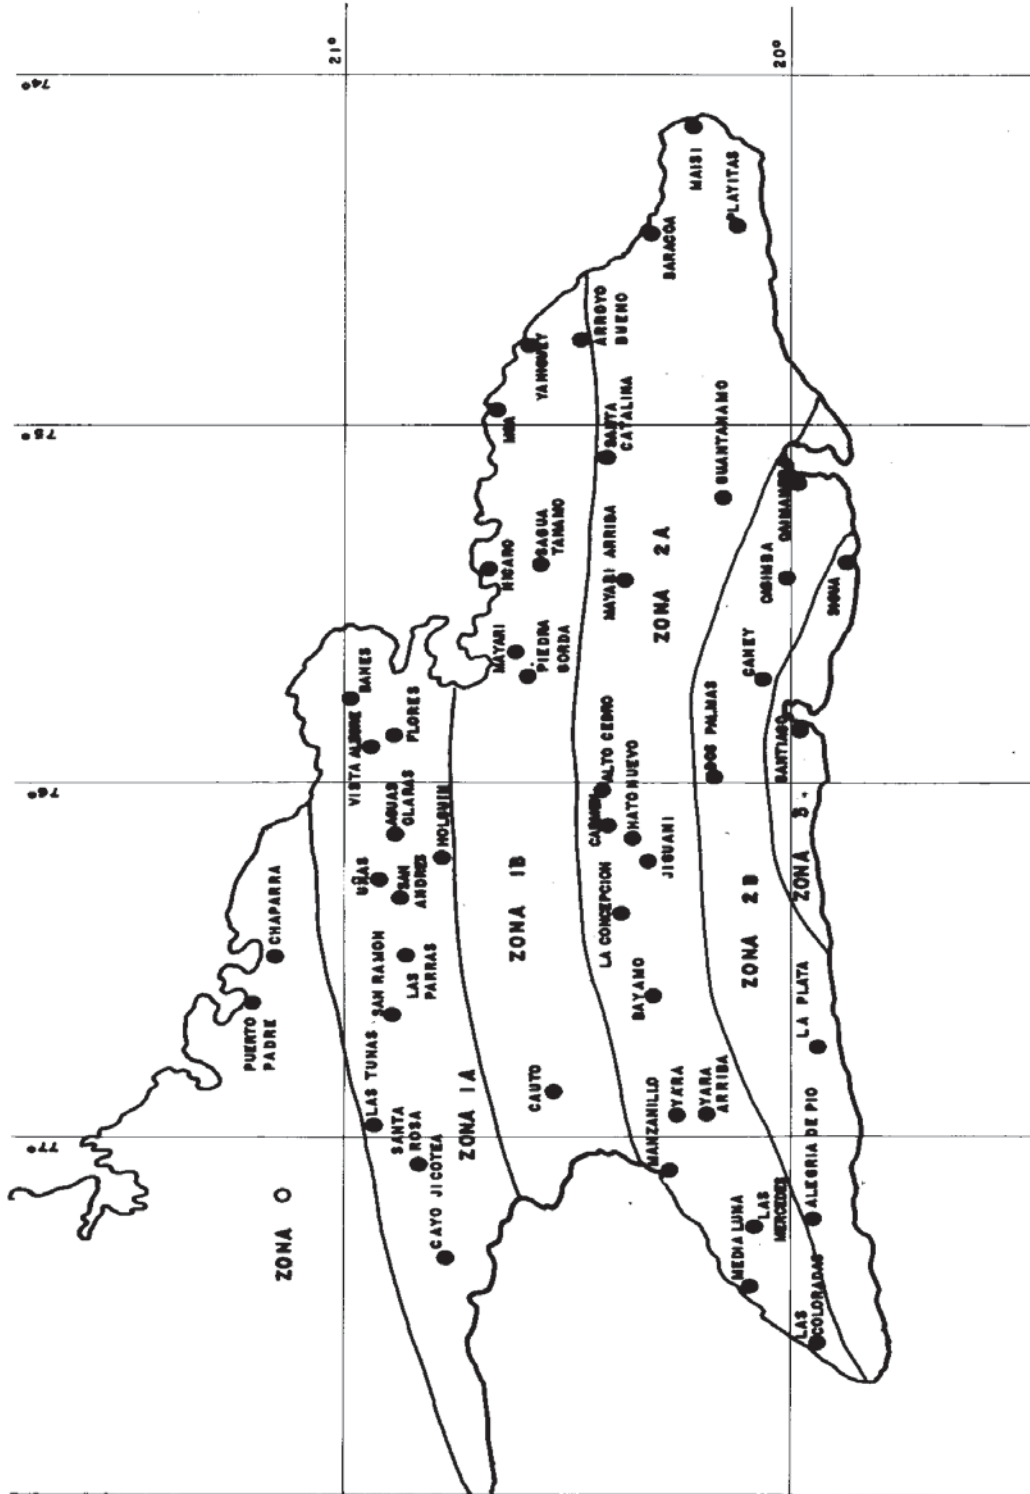 74°
75°
76°
77°
21°
20°
PUERTO
PADRE
CHAPARRA
ZONA O
LAS TUNAS
SANTA
ROSA
CAYO JICOTEA
ZONA 1A
SAN RAMON
LAS
PARRAS
UÑAS
SAN
ANDRES
AGUAS
CLARAS
HOLGUIN
VISTA ALEGRE
BANES
FLORES
CAUTO
ZONA 1B
MAYARI
PIEDRA
GORDA
NICARO
SAGUA
TANAMO
MOA
YAMIGUEY
ARROYO
BUENO
SANTA
CATALINA
MAYARI ARRIBA
ZONA 2A
ALTO CEDRO
CARMEN
HATO NUEVO
JIGUANI
LA CONCEPCION
BAYAMO
MANZANILLO
YARA
YARA
ARRIBA
MEDIA LUNA
LAS
MERCEDES
LAS
COLORADAS
ALEGRIA DE PIO
LA PLATA
ZONA 2B
ZONA 3.
DOS PALMAS
CANEY
SANTIAGO
CASIMBA
SIGUA
CAIMANERA
GUANTANAMO
BARACOA
MAISI
PLAYITAS